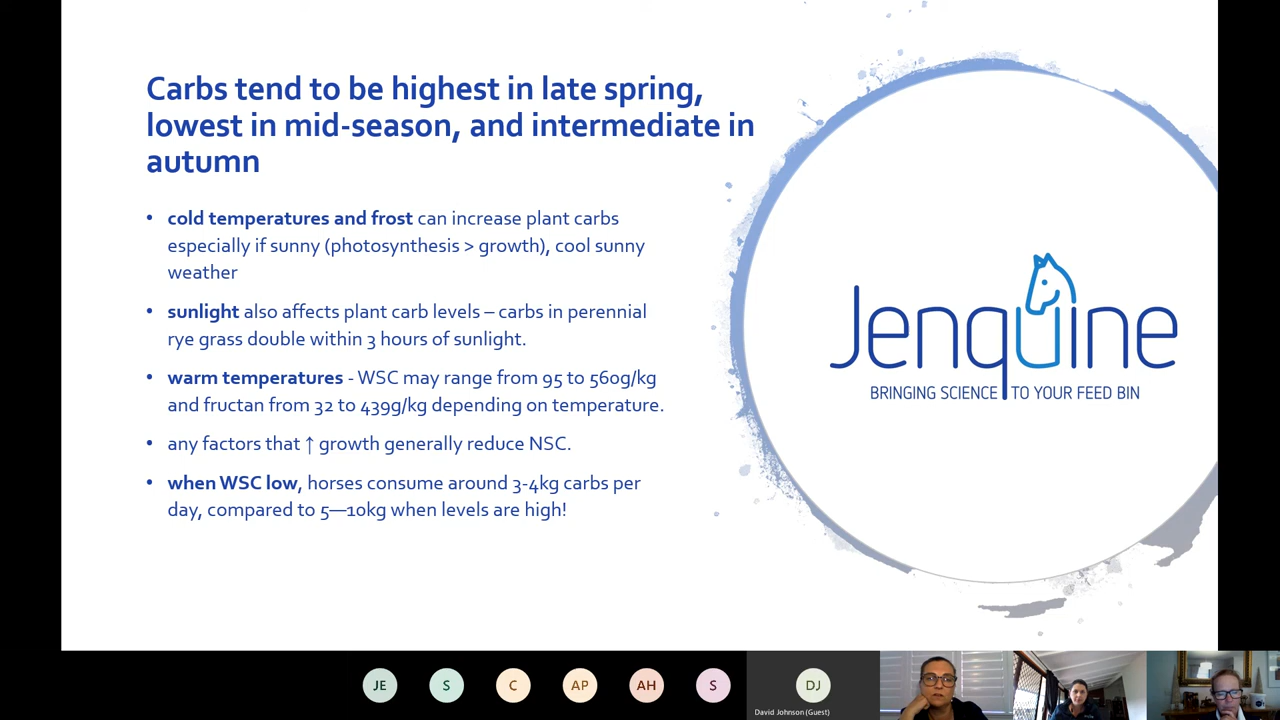 Carbs tend to be highest in late spring,
lowest in mid-season, and intermediate in
autumn
• cold temperatures and frost can increase plant carbs
especially if sunny (photosynthesis > growth), cool sunny
weather
• sunlight also affects plant carb levels – carbs in perennial
rye grass double within 3 hours of sunlight.
• warm temperatures - WSC may range from 95 to 560g/kg
and fructan from 32 to 439g/kg depending on temperature.
• any factors that ↑ growth generally reduce NSC.
• when WSC low, horses consume around 3-4kg carbs per
day, compared to 5—10kg when levels are high!
Jenquine
BRINGING SCIENCE TO YOUR FEED BIN
JE
S
C
AP
AH
S
DJ
David Johnson (Guest)